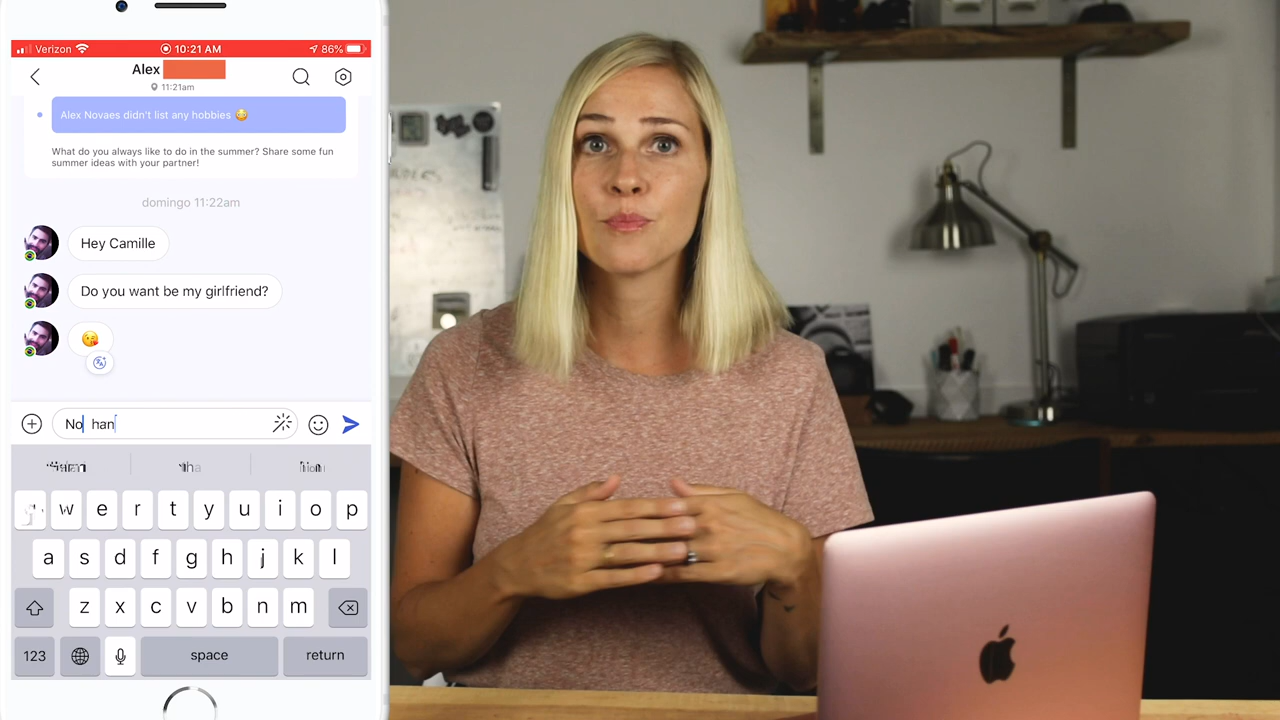 Verizon
10:21 AM
86%
Alex
11:21am
Alex Novaes didn't list any hobbies 😳
What do you always like to do in the summer? Share some fun
summer ideas with your partner!
domingo 11:22am
Hey Camille
Do you want be my girlfriend?
😘
No han
w e r t y u i o p
a s d f g h j k l
z x c v b n m
123
space
return